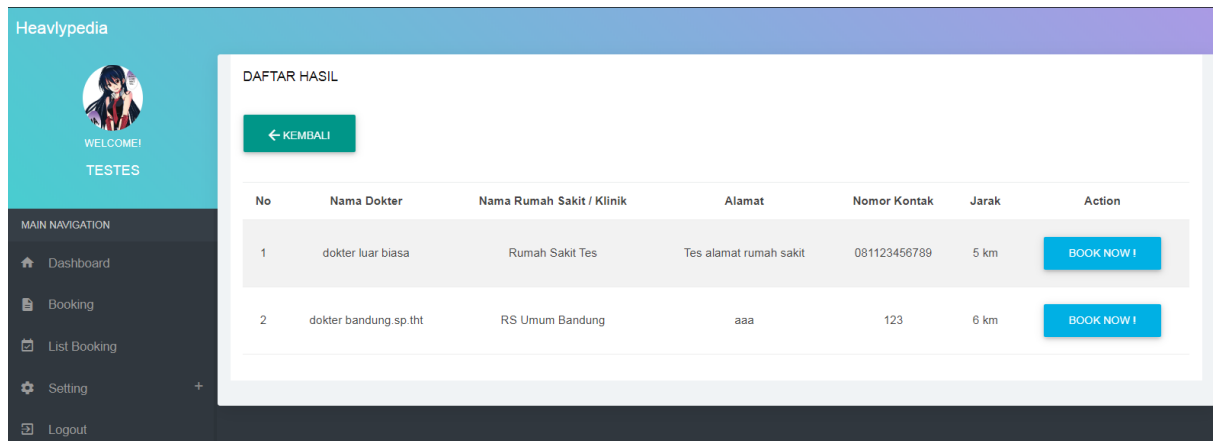 Heavlypedia
WELCOME!
TESTES
MAIN NAVIGATION
Dashboard
Booking
List Booking
Setting +
Logout
DAFTAR HASIL
KEMBALI
No Nama Dokter Nama Rumah Sakit / Klinik Alamat Nomor Kontak Jarak Action
1 dokter luar biasa Rumah Sakit Tes Tes alamat rumah sakit 081123456789 5 km BOOK NOW !
2 dokter bandung.sp.tht RS Umum Bandung aaa 123 6 km BOOK NOW !